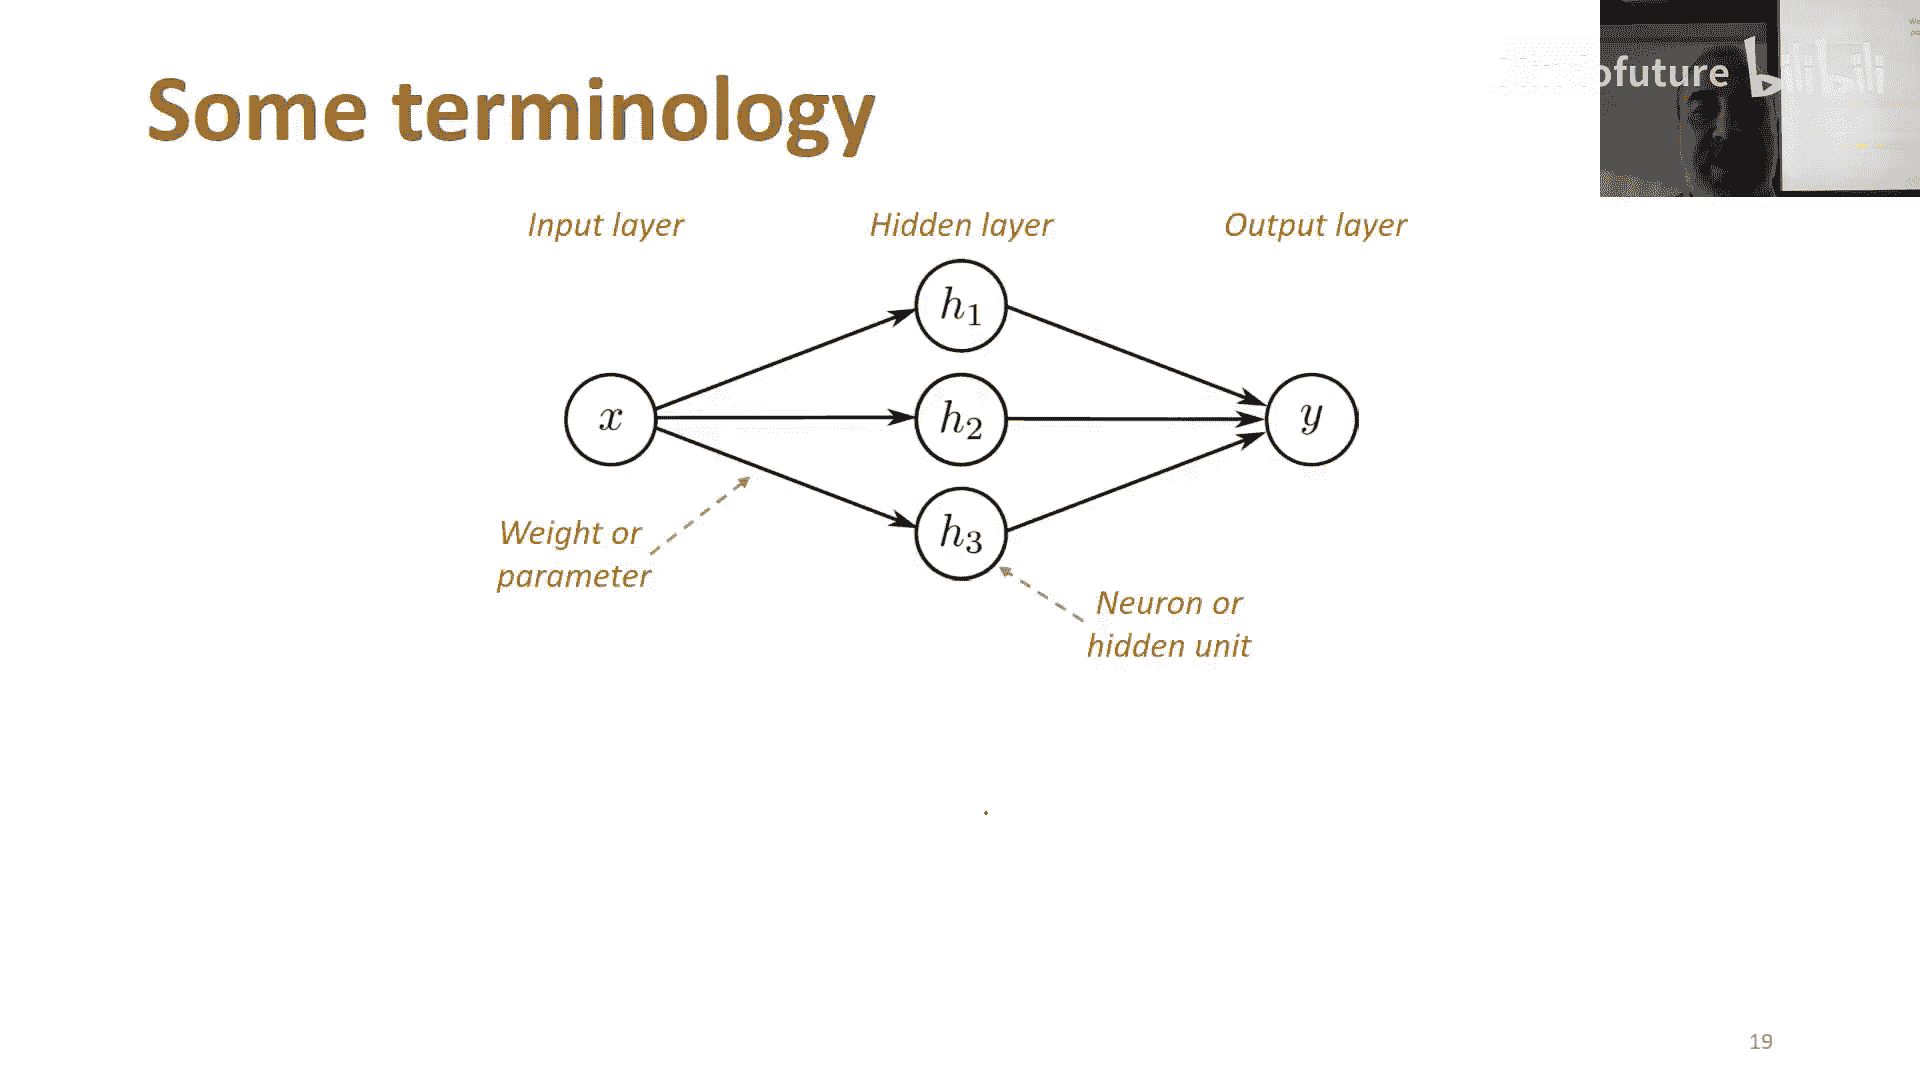 ofuture bilibili
Some terminology
Input layer
Hidden layer
Output layer
h₁
x
h₂
y
h₃
Weight or
parameter
Neuron or
hidden unit
19